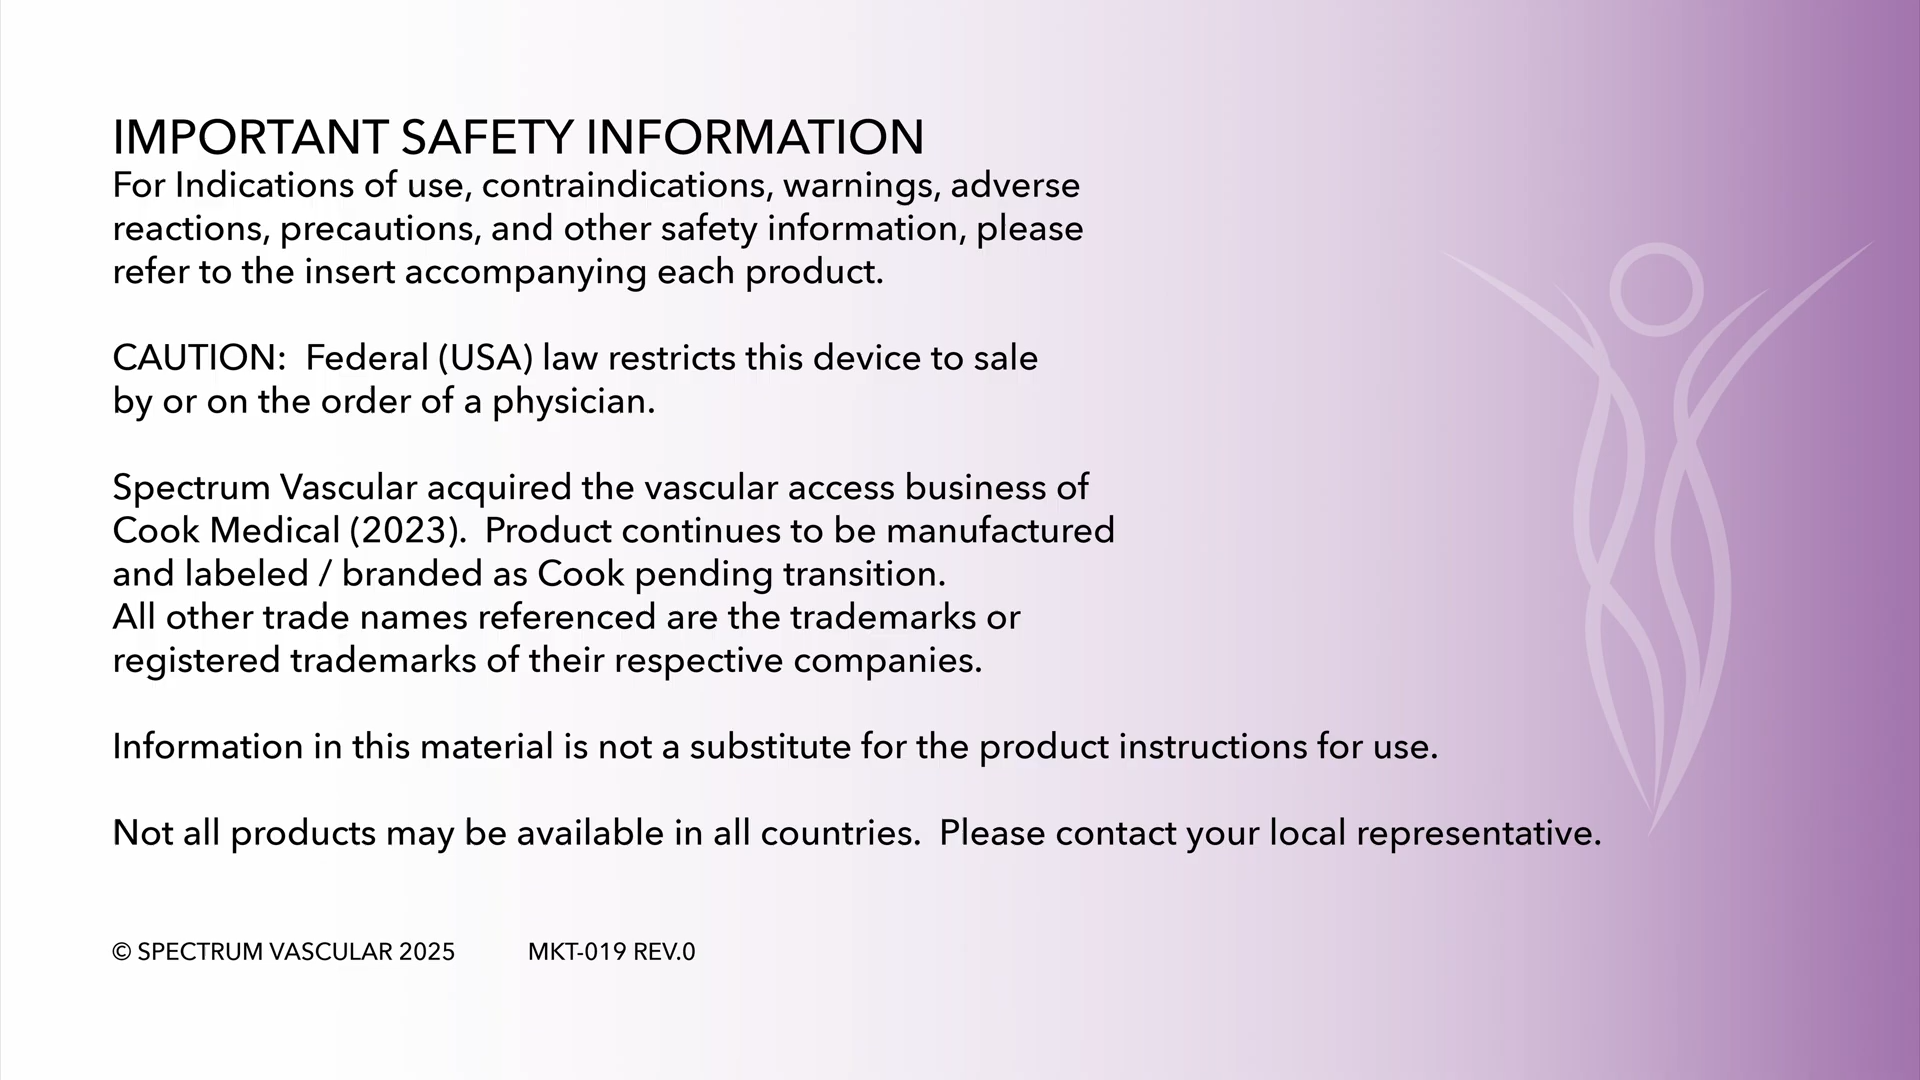 IMPORTANT SAFETY INFORMATION
For Indications of use, contraindications, warnings, adverse
reactions, precautions, and other safety information, please
refer to the insert accompanying each product.
CAUTION:  Federal (USA) law restricts this device to sale
by or on the order of a physician.
Spectrum Vascular acquired the vascular access business of
Cook Medical (2023).  Product continues to be manufactured
and labeled / branded as Cook pending transition.
All other trade names referenced are the trademarks or
registered trademarks of their respective companies.
Information in this material is not a substitute for the product instructions for use.
Not all products may be available in all countries.  Please contact your local representative.
© SPECTRUM VASCULAR 2025 MKT-019 REV.0